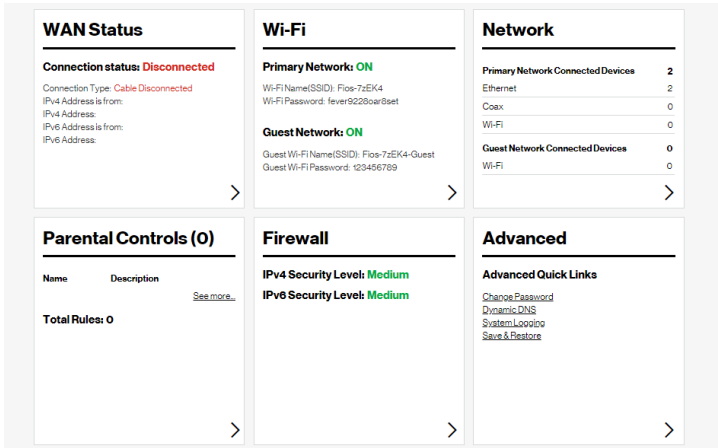 WAN Status
Connection status: Disconnected
Connection Type: Cable Disconnected
IPv4 Address is from:
IPv4 Address:
IPv6 Address is from:
IPv6 Address:
Wi-Fi
Primary Network: ON
Wi-Fi Name(SSID): Fios-7zEK4
Wi-Fi Password: fever9228oar8set
Guest Network: ON
Guest Wi-Fi Name(SSID): Fios-7zEK4-Guest
Guest Wi-Fi Password: 123456789
Network
Primary Network Connected Devices 2
Ethernet 2
Coax 0
Wi-Fi 0
Guest Network Connected Devices 0
Wi-Fi 0
Parental Controls (0)
Name Description
See more...
Total Rules: 0
Firewall
IPv4 Security Level: Medium
IPv6 Security Level: Medium
Advanced
Advanced Quick Links
Change Password
Dynamic DNS
System Logging
Save & Restore